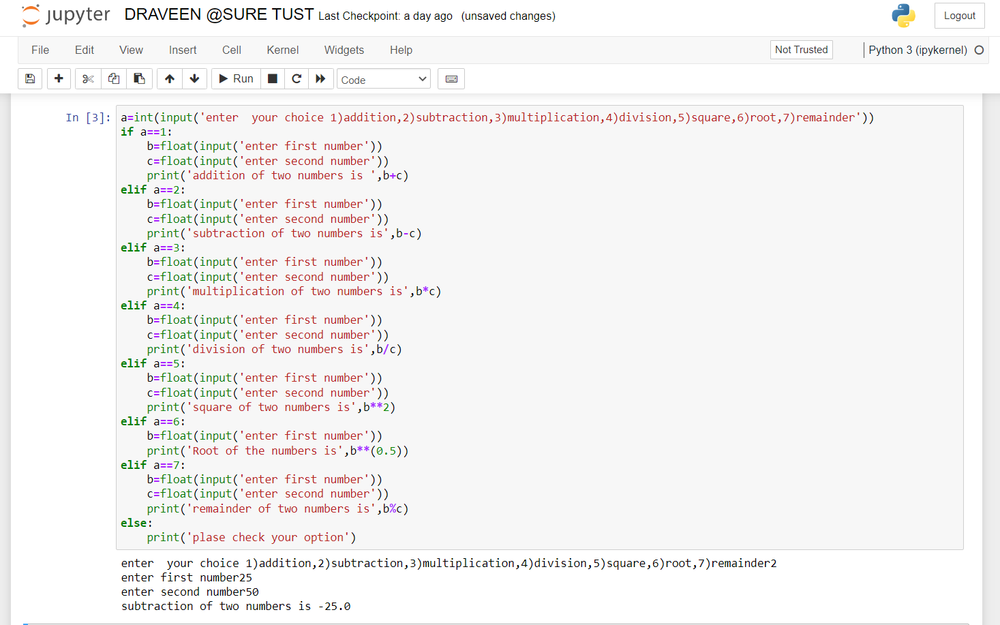 jupyter DRAVEEN @SURE TUST Last Checkpoint: a day ago (unsaved changes) Logout
File Edit View Insert Cell Kernel Widgets Help Not Trusted Python 3 (ipykernel)
Run Code
In [3]: a=int(input('enter  your choice 1)addition,2)subtraction,3)multiplication,4)division,5)square,6)root,7)remainder'))
if a==1:
    b=float(input('enter first number'))
    c=float(input('enter second number'))
    print('addition of two numbers is ',b+c)
elif a==2:
    b=float(input('enter first number'))
    c=float(input('enter second number'))
    print('subtraction of two numbers is',b-c)
elif a==3:
    b=float(input('enter first number'))
    c=float(input('enter second number'))
    print('multiplication of two numbers is',b*c)
elif a==4:
    b=float(input('enter first number'))
    c=float(input('enter second number'))
    print('division of two numbers is',b/c)
elif a==5:
    b=float(input('enter first number'))
    c=float(input('enter second number'))
    print('square of two numbers is',b**2)
elif a==6:
    b=float(input('enter first number'))
    print('Root of the numbers is',b**(0.5))
elif a==7:
    b=float(input('enter first number'))
    c=float(input('enter second number'))
    print('remainder of two numbers is',b%c)
else:
    print('plase check your option')
enter  your choice 1)addition,2)subtraction,3)multiplication,4)division,5)square,6)root,7)remainder2
enter first number25
enter second number50
subtraction of two numbers is -25.0